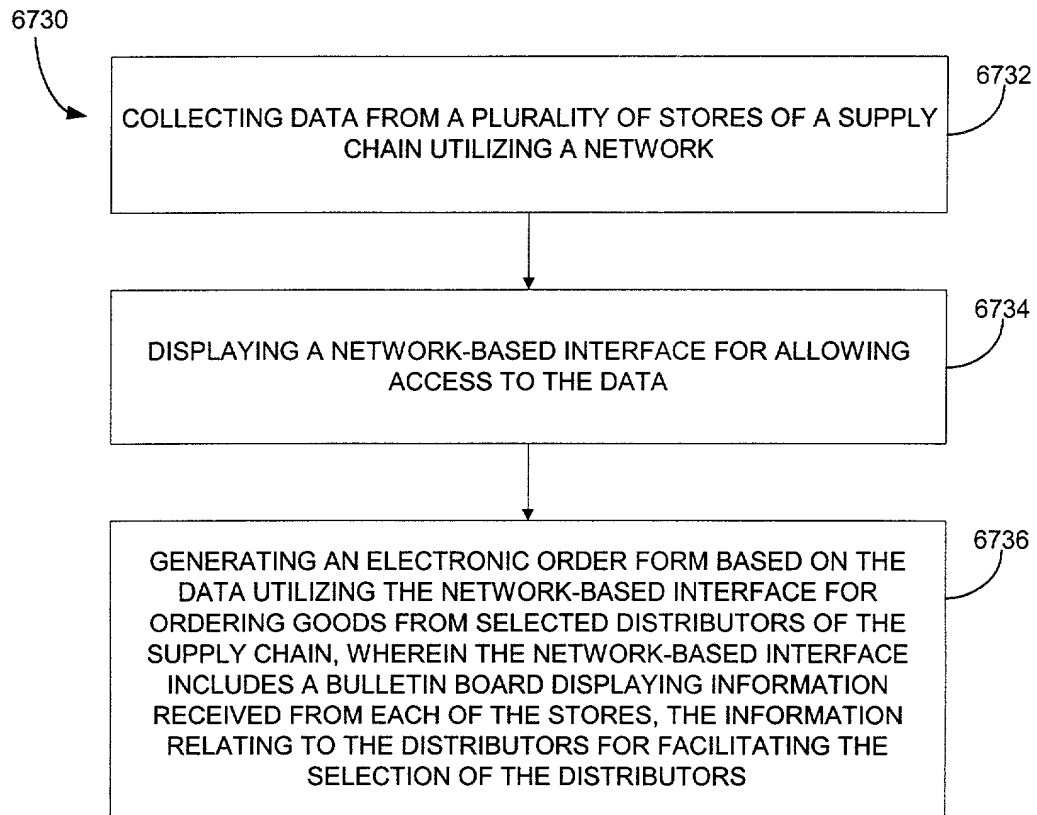 6730
6732
COLLECTING DATA FROM A PLURALITY OF STORES OF A SUPPLY
CHAIN UTILIZING A NETWORK
6734
DISPLAYING A NETWORK-BASED INTERFACE FOR ALLOWING
ACCESS TO THE DATA
6736
GENERATING AN ELECTRONIC ORDER FORM BASED ON THE
DATA UTILIZING THE NETWORK-BASED INTERFACE FOR
ORDERING GOODS FROM SELECTED DISTRIBUTORS OF THE
SUPPLY CHAIN, WHEREIN THE NETWORK-BASED INTERFACE
INCLUDES A BULLETIN BOARD DISPLAYING INFORMATION
RECEIVED FROM EACH OF THE STORES, THE INFORMATION
RELATING TO THE DISTRIBUTORS FOR FACILITATING THE
SELECTION OF THE DISTRIBUTORS